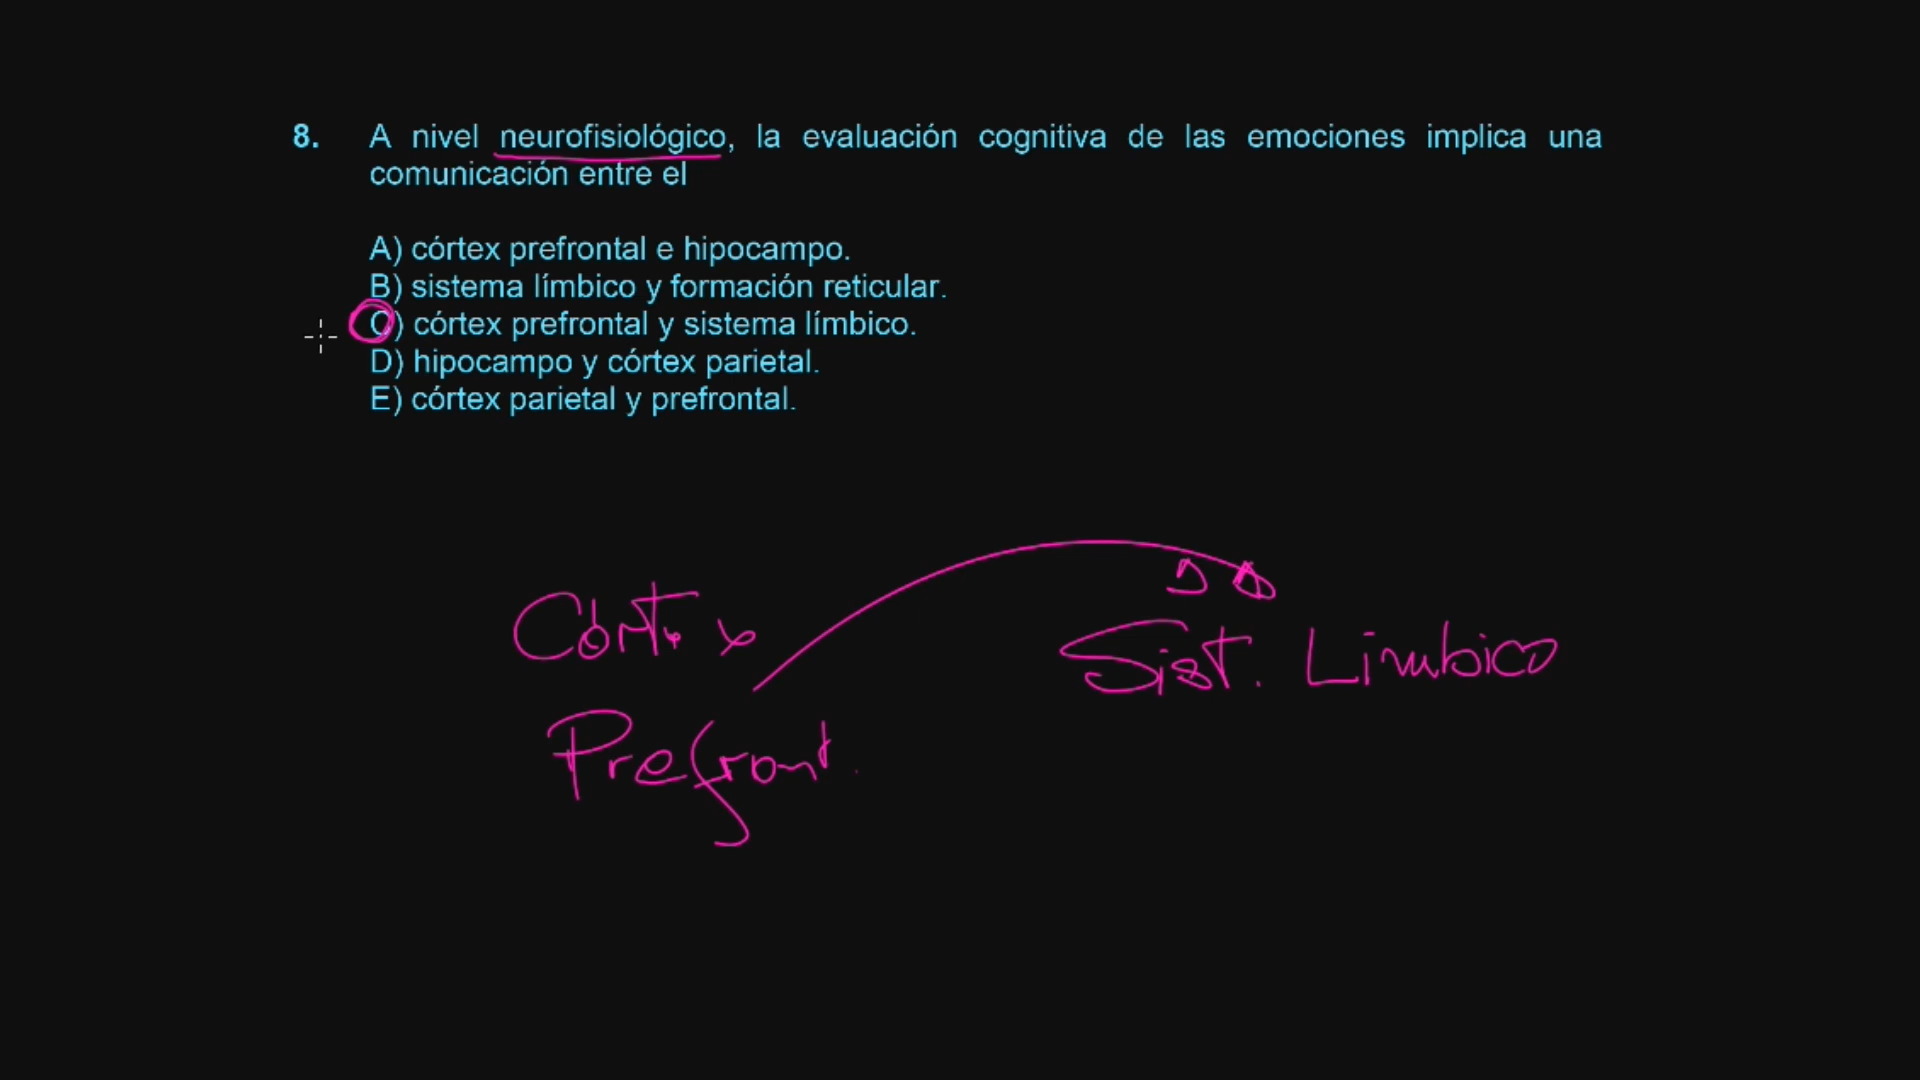 8. A nivel neurofisiológico, la evaluación cognitiva de las emociones implica una
comunicación entre el
A) córtex prefrontal e hipocampo.
B) sistema límbico y formación reticular.
C) córtex prefrontal y sistema límbico.
D) hipocampo y córtex parietal.
E) córtex parietal y prefrontal.
Córtex Sist. Limbico
Prefront.